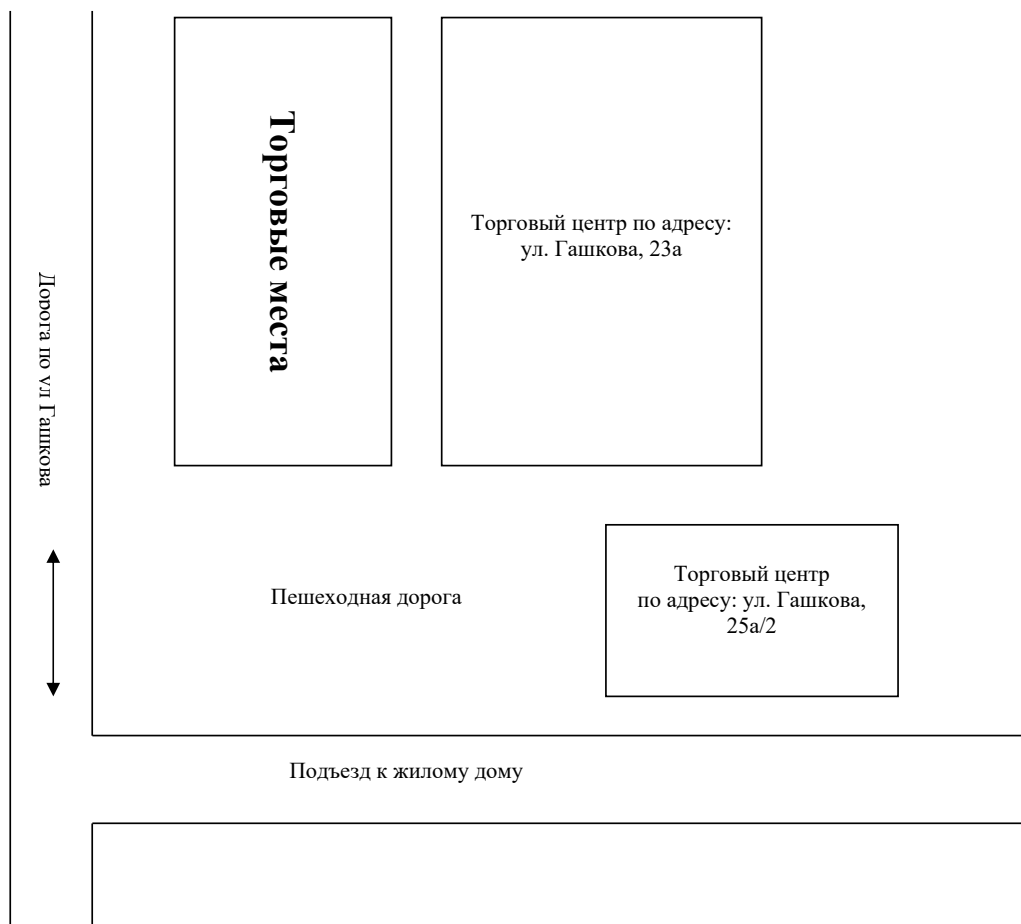 Торговые места
Торговый центр по адресу:
ул. Гашкова, 23а
Дорога по ул Гашкова
Пешеходная дорога
Торговый центр
по адресу: ул. Гашкова,
25а/2
Подъезд к жилому дому